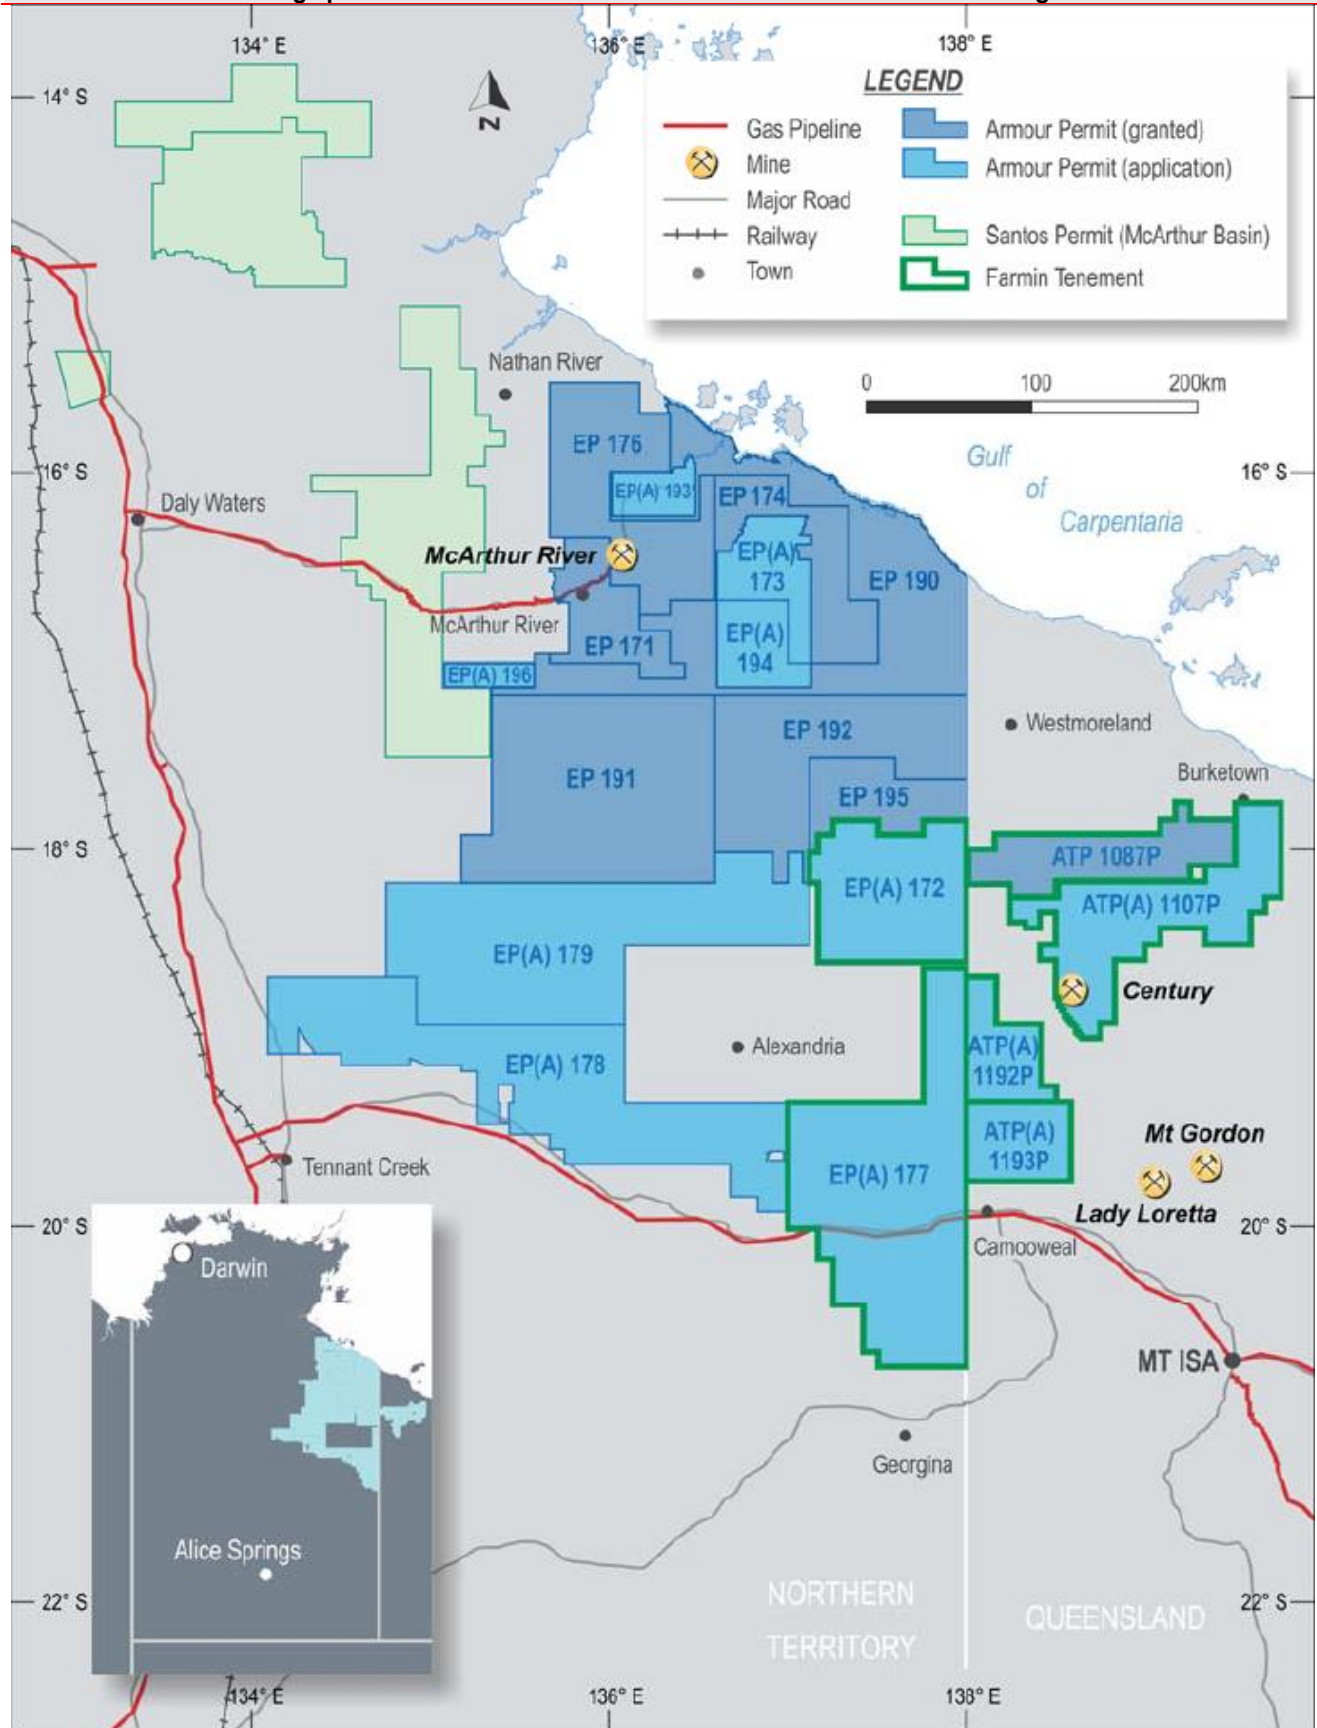 134° E
136° E
138° E
14° S
LEGEND
Gas Pipeline
Mine
Major Road
Railway
Town
Armour Permit (granted)
Armour Permit (application)
Santos Permit (McArthur Basin)
Farmin Tenement
N
0 100 200km
Nathan River
EP 176
Gulf
of
Carpentaria
16° S
16° S
EP(A) 193
EP 174
Daly Waters
McArthur River
EP(A)
173
EP 190
McArthur River
EP 171
EP(A)
194
EP(A) 196
Westmoreland
EP 192
EP 191
Burketown
EP 195
18° S
ATP 1087P
EP(A) 172
ATP(A) 1107P
EP(A) 179
Century
Alexandria
EP(A) 178
ATP(A)
1192P
ATP(A)
1193P
Mt Gordon
Tennant Creek
EP(A) 177
Lady Loretta
20° S
20° S
Camooweal
Darwin
MT ISA
Georgina
Alice Springs
22° S
22° S
NORTHERN
TERRITORY
QUEENSLAND
134° E
136° E
138° E